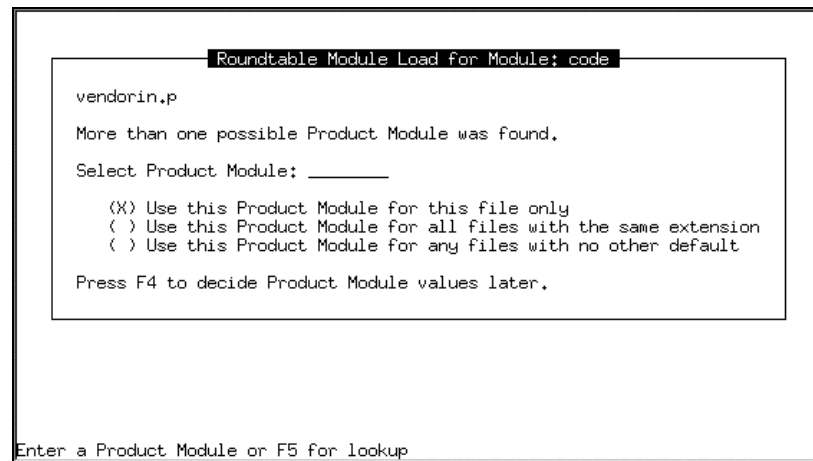 Roundtable Module Load for Module: code
vendorin.p
More than one possible Product Module was found.
Select Product Module: ________
(X) Use this Product Module for this file only
( ) Use this Product Module for all files with the same extension
( ) Use this Product Module for any files with no other default
Press F4 to decide Product Module values later.
Enter a Product Module or F5 for lookup